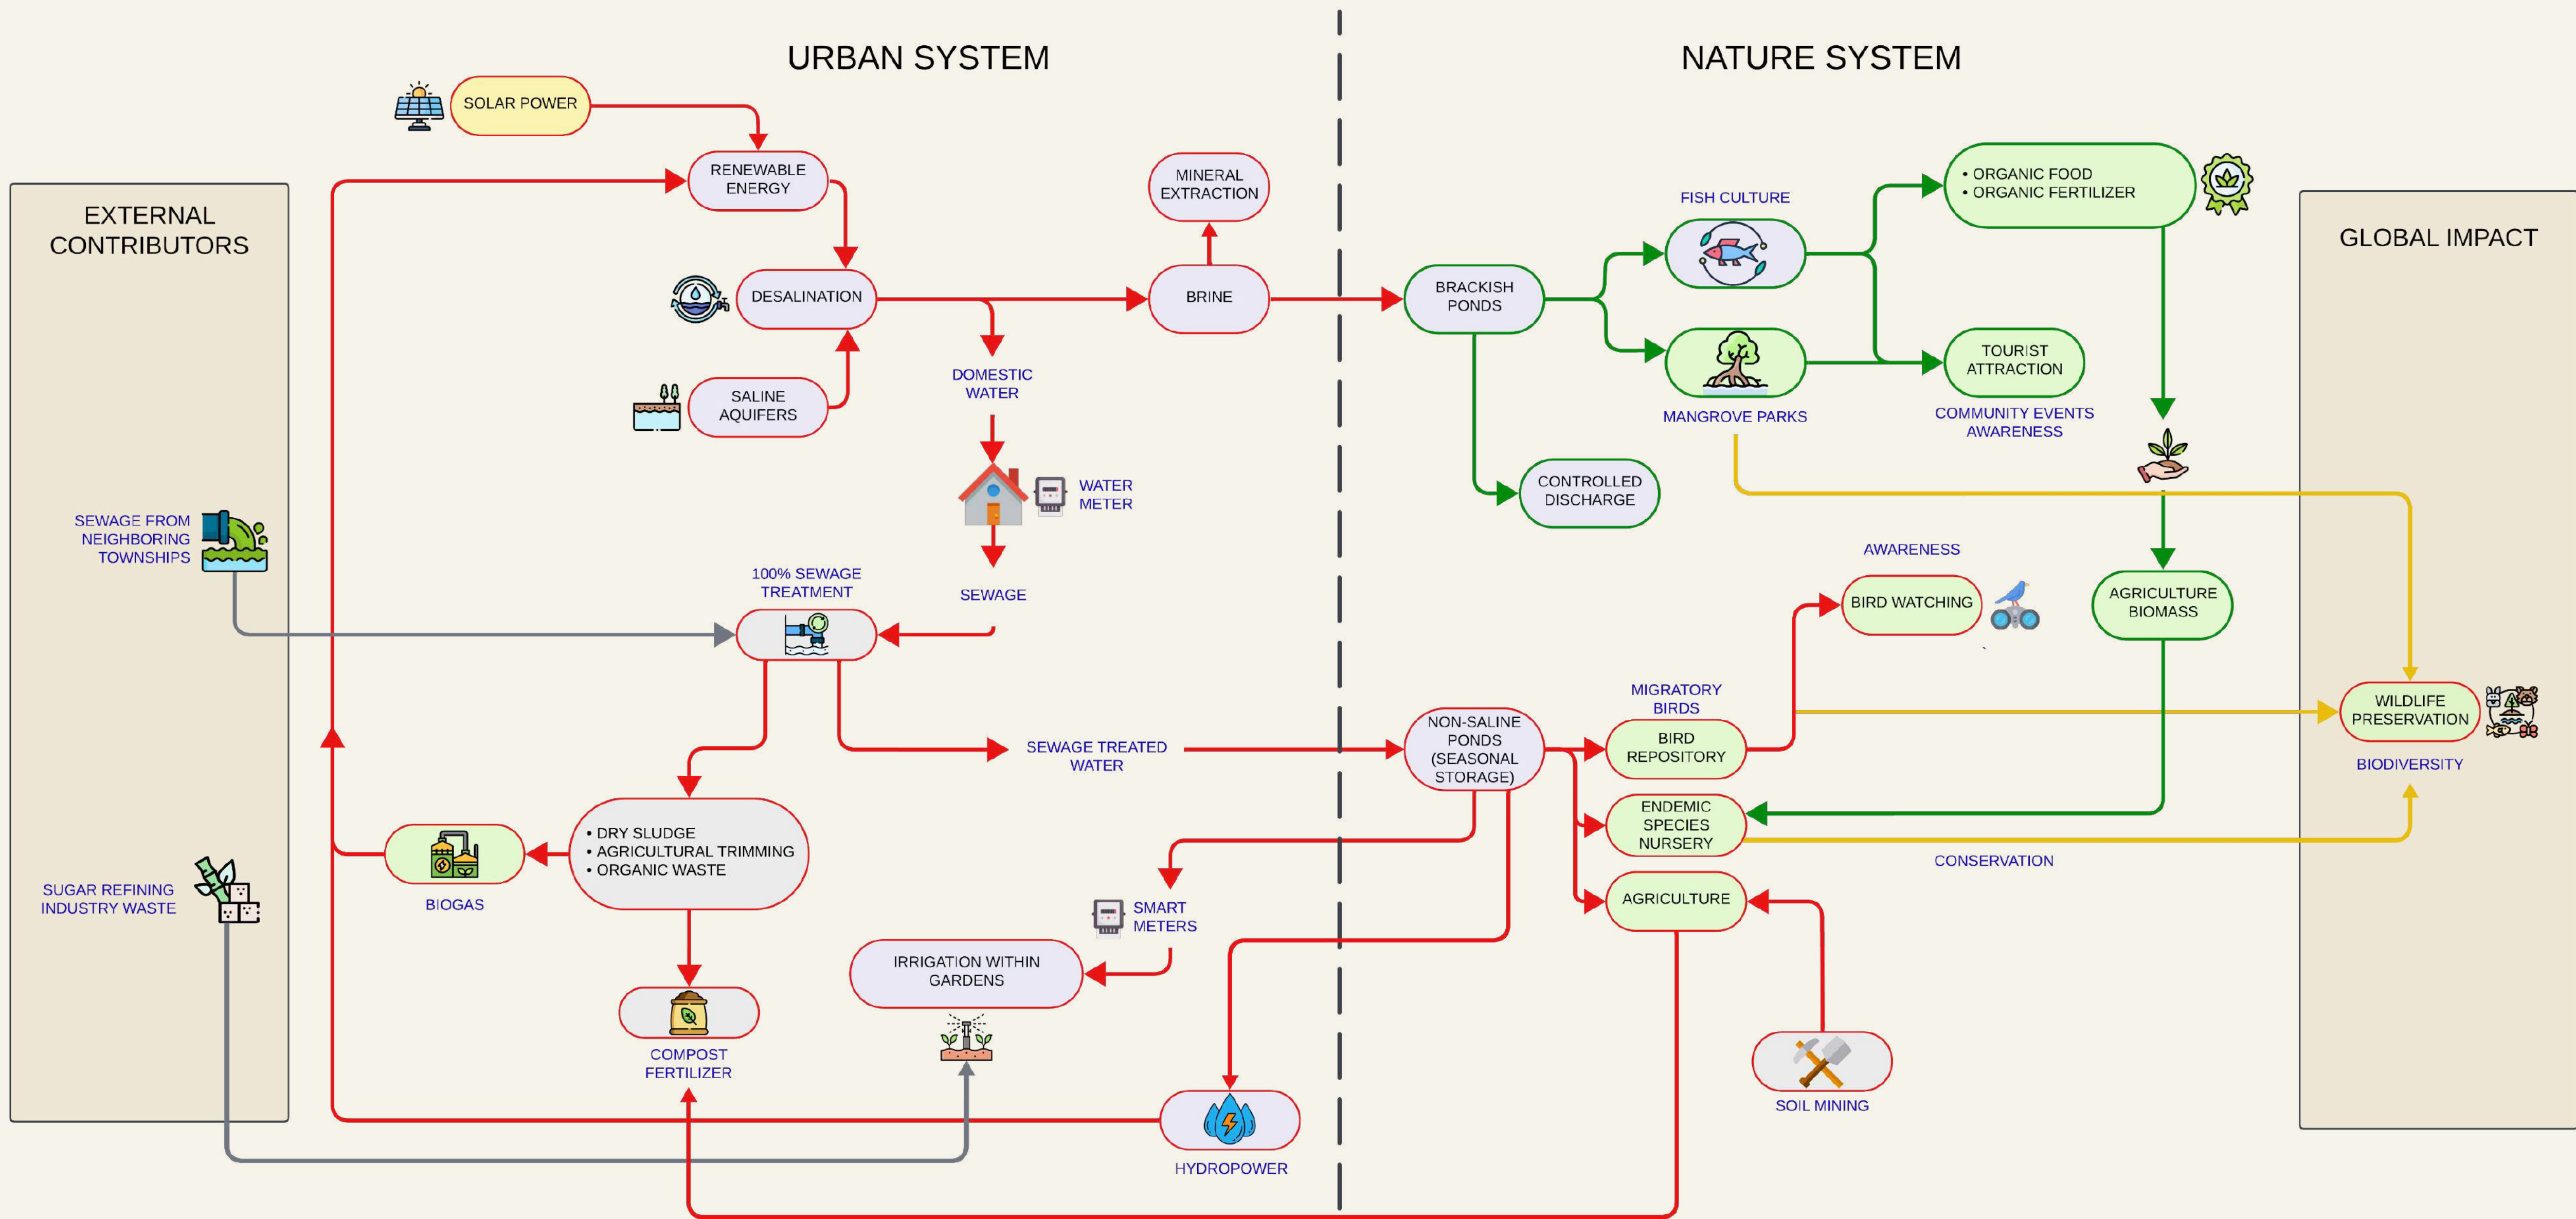 URBAN SYSTEM
NATURE SYSTEM
EXTERNAL
CONTRIBUTORS
SOLAR POWER
RENEWABLE
ENERGY
DESALINATION
SALINE
AQUIFERS
MINERAL
EXTRACTION
BRINE
DOMESTIC
WATER
WATER
METER
SEWAGE
SEWAGE FROM
NEIGHBORING
TOWNSHIPS
100% SEWAGE
TREATMENT
SEWAGE TREATED
WATER
• DRY SLUDGE
• AGRICULTURAL TRIMMING
• ORGANIC WASTE
BIOGAS
SUGAR REFINING
INDUSTRY WASTE
COMPOST
FERTILIZER
SMART
METERS
IRRIGATION WITHIN
GARDENS
HYDROPOWER
BRACKISH
PONDS
FISH CULTURE
MANGROVE PARKS
• ORGANIC FOOD
• ORGANIC FERTILIZER
TOURIST
ATTRACTION
COMMUNITY EVENTS
AWARENESS
CONTROLLED
DISCHARGE
AWARENESS
BIRD WATCHING
AGRICULTURE
BIOMASS
NON-SALINE
PONDS
(SEASONAL
STORAGE)
MIGRATORY
BIRDS
BIRD
REPOSITORY
ENDEMIC
SPECIES
NURSERY
AGRICULTURE
CONSERVATION
SOIL MINING
GLOBAL IMPACT
WILDLIFE
PRESERVATION
BIODIVERSITY